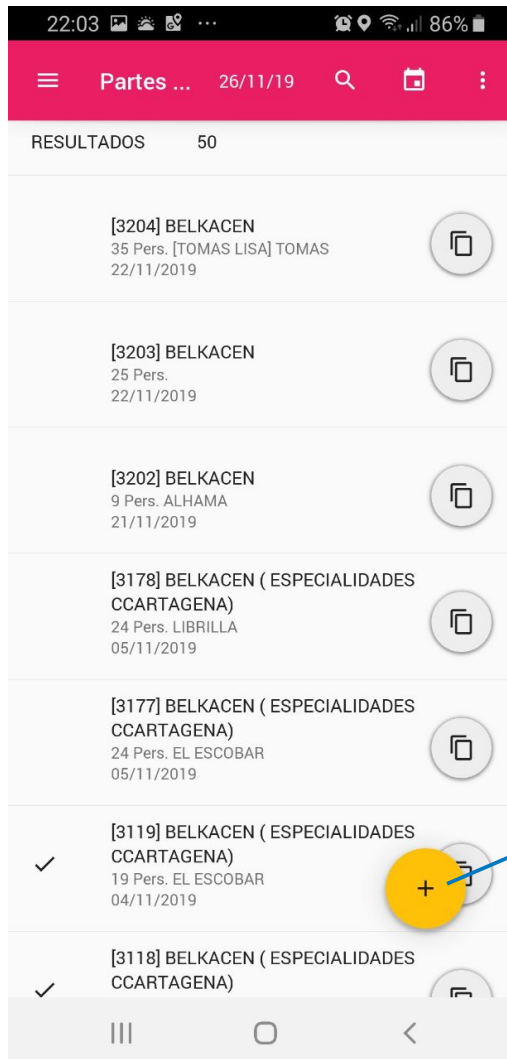 22:03 ... 86%
Partes ... 26/11/19
RESULTADOS 50
[3204] BELKACEN
35 Pers. [TOMAS LISA] TOMAS
22/11/2019
[3203] BELKACEN
25 Pers.
22/11/2019
[3202] BELKACEN
9 Pers. ALHAMA
21/11/2019
[3178] BELKACEN ( ESPECIALIDADES
CCARTAGENA)
24 Pers. LIBRILLA
05/11/2019
[3177] BELKACEN ( ESPECIALIDADES
CCARTAGENA)
24 Pers. EL ESCOBAR
05/11/2019
[3119] BELKACEN ( ESPECIALIDADES
CCARTAGENA)
19 Pers. EL ESCOBAR
04/11/2019
[3118] BELKACEN ( ESPECIALIDADES
CCARTAGENA)